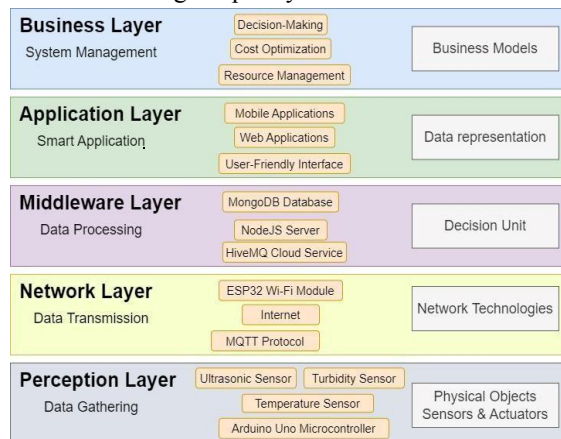 Business Layer
System Management
Decision-Making
Cost Optimization
Resource Management
Business Models
Application Layer
Smart Application
Mobile Applications
Web Applications
User-Friendly Interface
Data representation
Middleware Layer
Data Processing
MongoDB Database
NodeJS Server
HiveMQ Cloud Service
Decision Unit
Network Layer
Data Transmission
ESP32 Wi-Fi Module
Internet
MQTT Protocol
Network Technologies
Perception Layer
Data Gathering
Ultrasonic Sensor
Turbidity Sensor
Temperature Sensor
Arduino Uno Microcontroller
Physical Objects
Sensors & Actuators